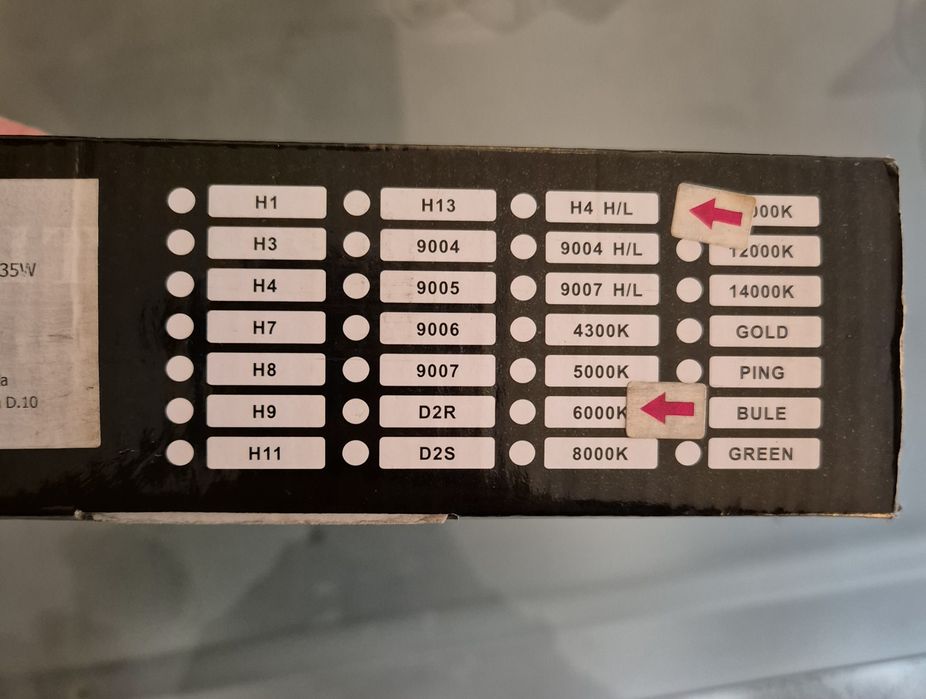 35W
a
D.10
H1
H3
H4
H7
H8
H9
H11
H13
9004
9005
9006
9007
D2R
D2S
H4 H/L
9004 H/L
9007 H/L
4300K
5000K
6000K
8000K
000K
12000K
14000K
GOLD
PING
BULE
GREEN